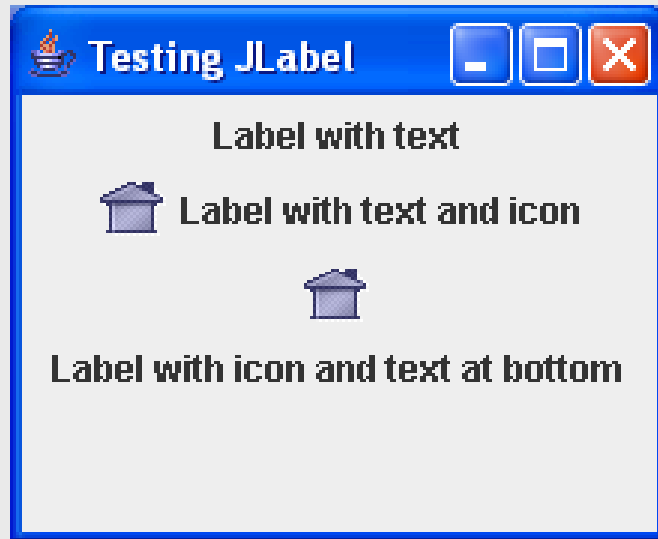 Testing JLabel
Label with text
Label with text and icon
Label with icon and text at bottom